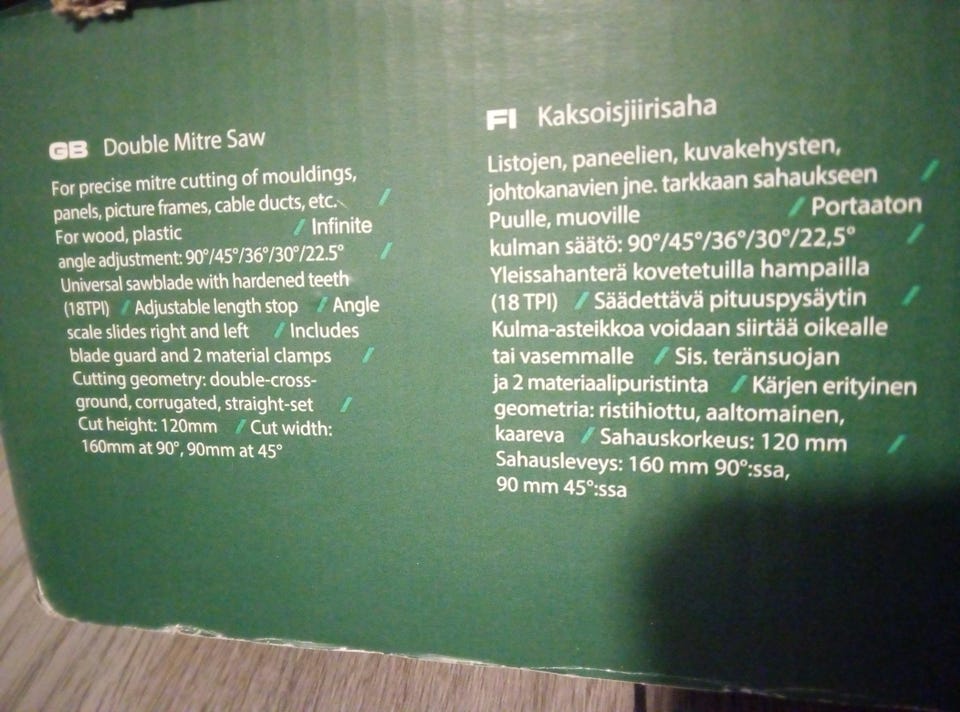 GB Double Mitre Saw
For precise mitre cutting of mouldings,
panels, picture frames, cable ducts, etc. /
For wood, plastic / Infinite
angle adjustment: 90°/45°/36°/30°/22.5° /
Universal sawblade with hardened teeth
(18TPI) / Adjustable length stop / Angle
scale slides right and left / Includes
blade guard and 2 material clamps /
Cutting geometry: double-cross-
ground, corrugated, straight-set /
Cut height: 120mm / Cut width:
160mm at 90°, 90mm at 45°
FI Kaksoisjiirisaha
Listojen, paneelien, kuvakehysten,
johtokanavien jne. tarkkaan sahaukseen /
Puulle, muoville / Portaaton
kulman säätö: 90°/45°/36°/30°/22,5° /
Yleissahanterä kovetetuilla hampailla
(18 TPI) / Säädettävä pituuspysäytin /
Kulma-asteikkoa voidaan siirtää oikealle
tai vasemmalle / Sis. teränsuojan
ja 2 materiaalipuristinta / Kärjen erityinen
geometria: ristihiottu, aaltomainen,
kaareva / Sahauskorkeus: 120 mm /
Sahausleveys: 160 mm 90°:ssa,
90 mm 45°:ssa